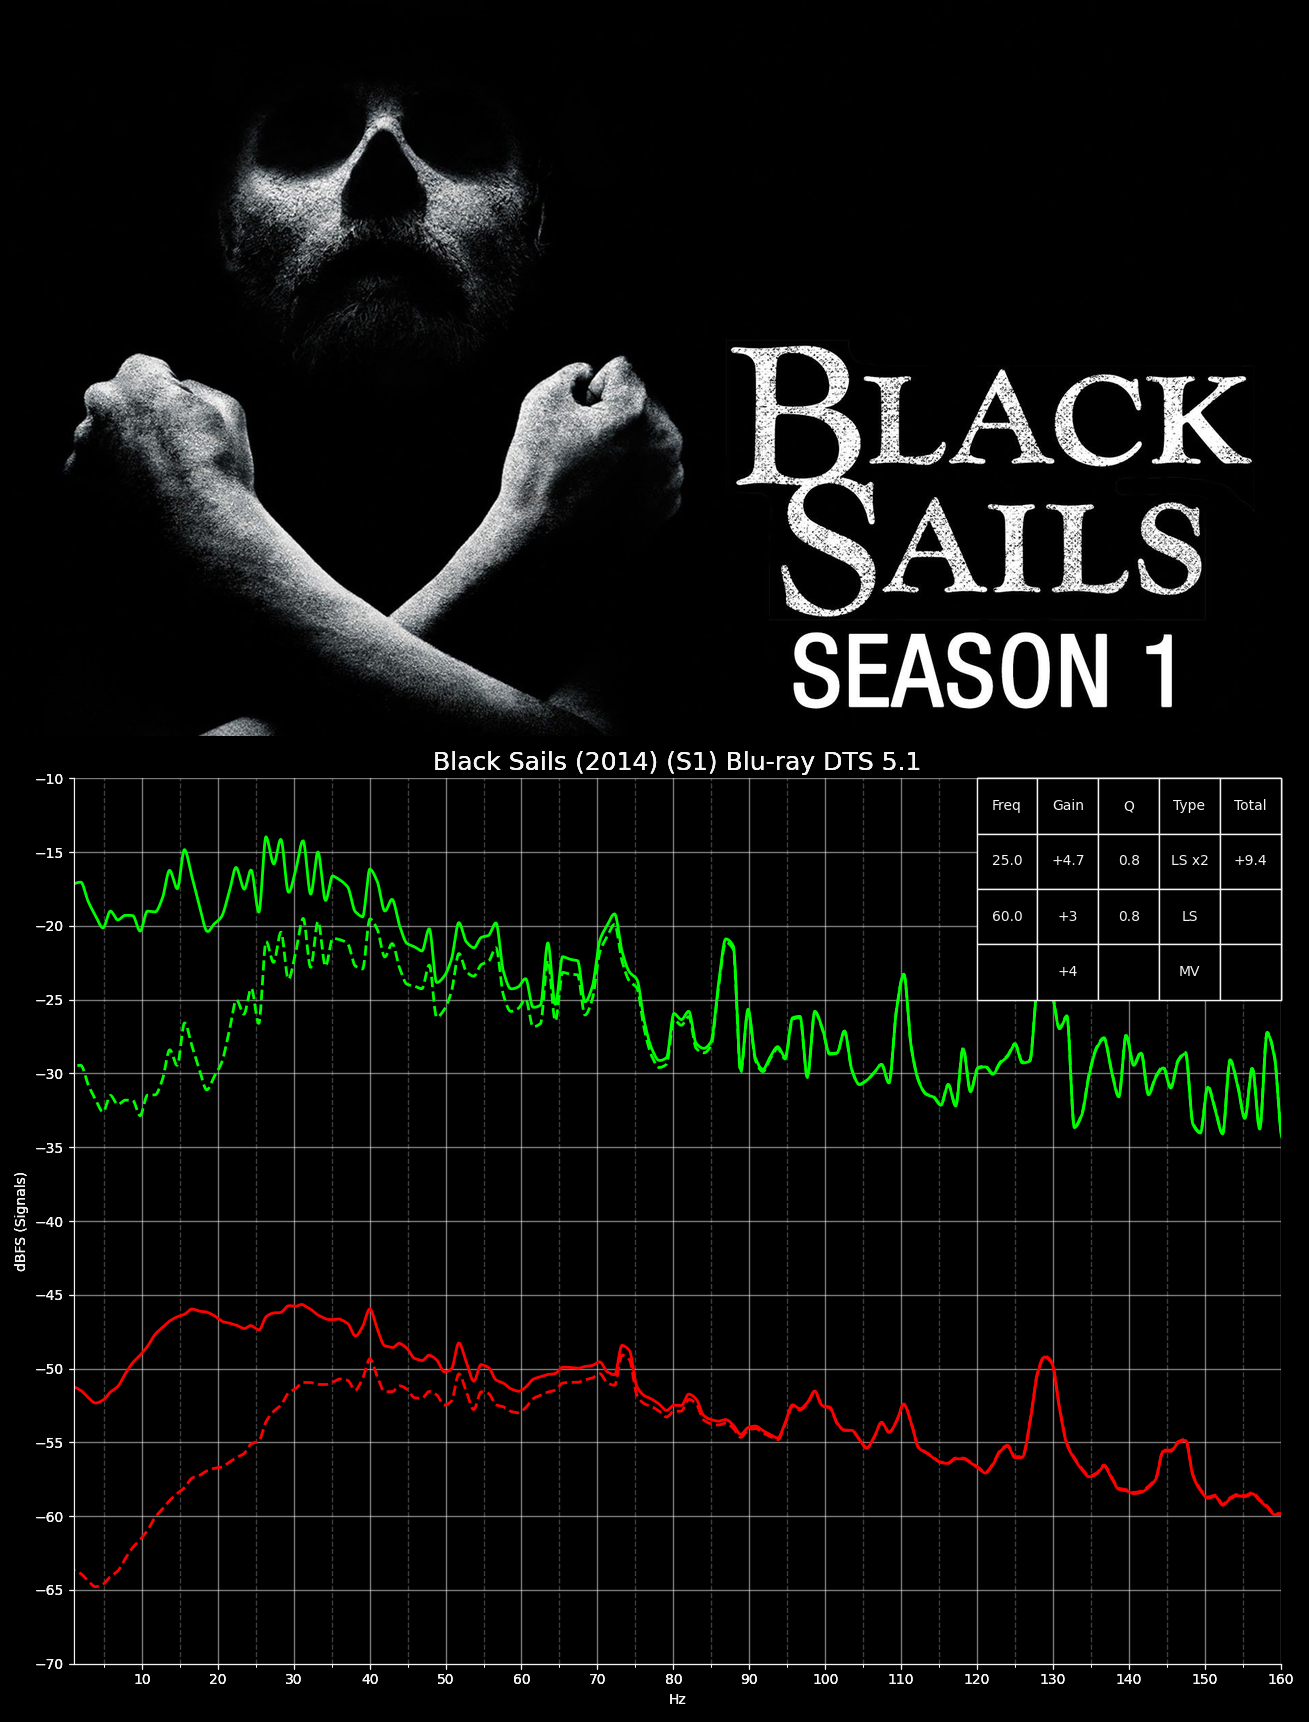 BLACK
SAILS
SEASON 1
Black Sails (2014) (S1) Blu-ray DTS 5.1
Freq Gain Q Type Total
25.0 +4.7 0.8 LS x2 +9.4
60.0 +3 0.8 LS
+4 MV
−10
−15
−20
−25
−30
−35
−40
−45
−50
−55
−60
−65
−70
dBFS (Signals)
10 20 30 40 50 60 70 80 90 100 110 120 130 140 150 160
Hz